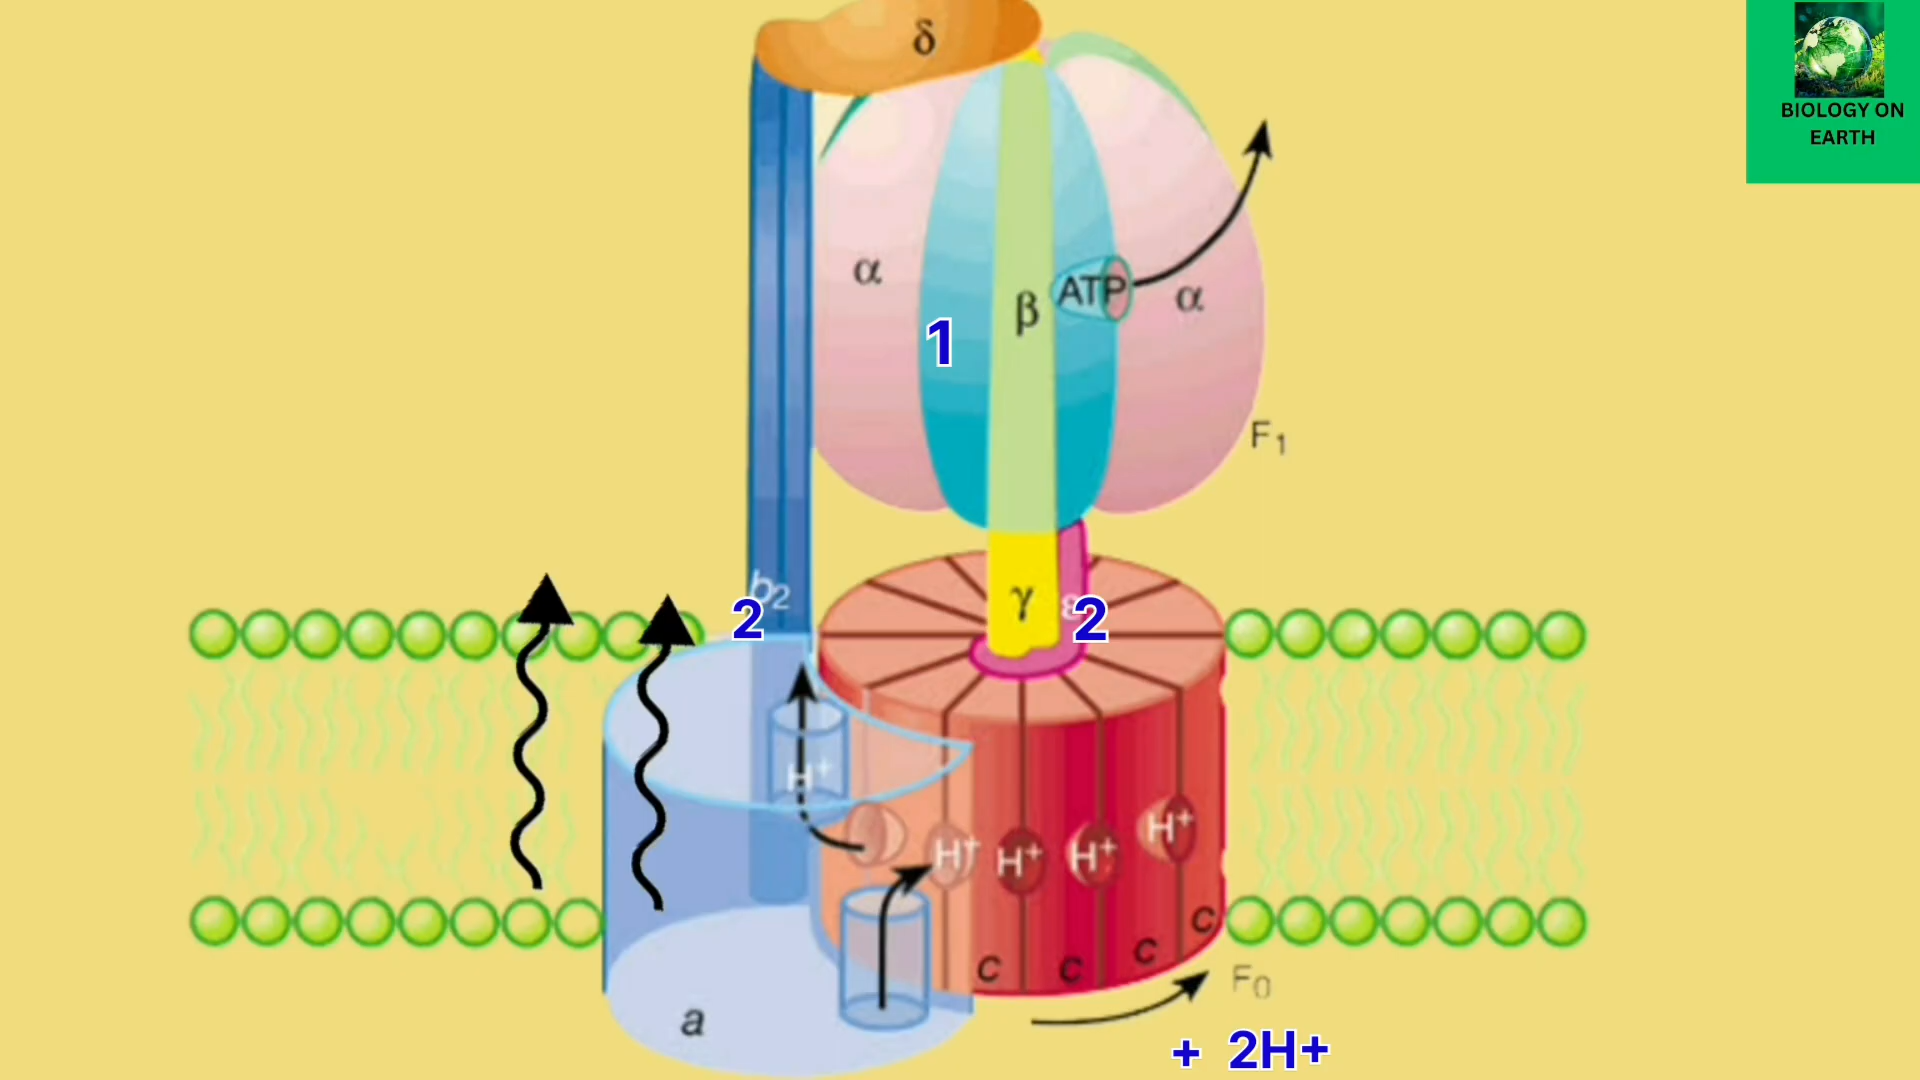 δ
BIOLOGY ON
EARTH
α
β
ATP
α
1
F1
b2
2
γ
ε
2
H+
H+
H+
H+
H+
c
c
c
c
F0
a
+ 2H+